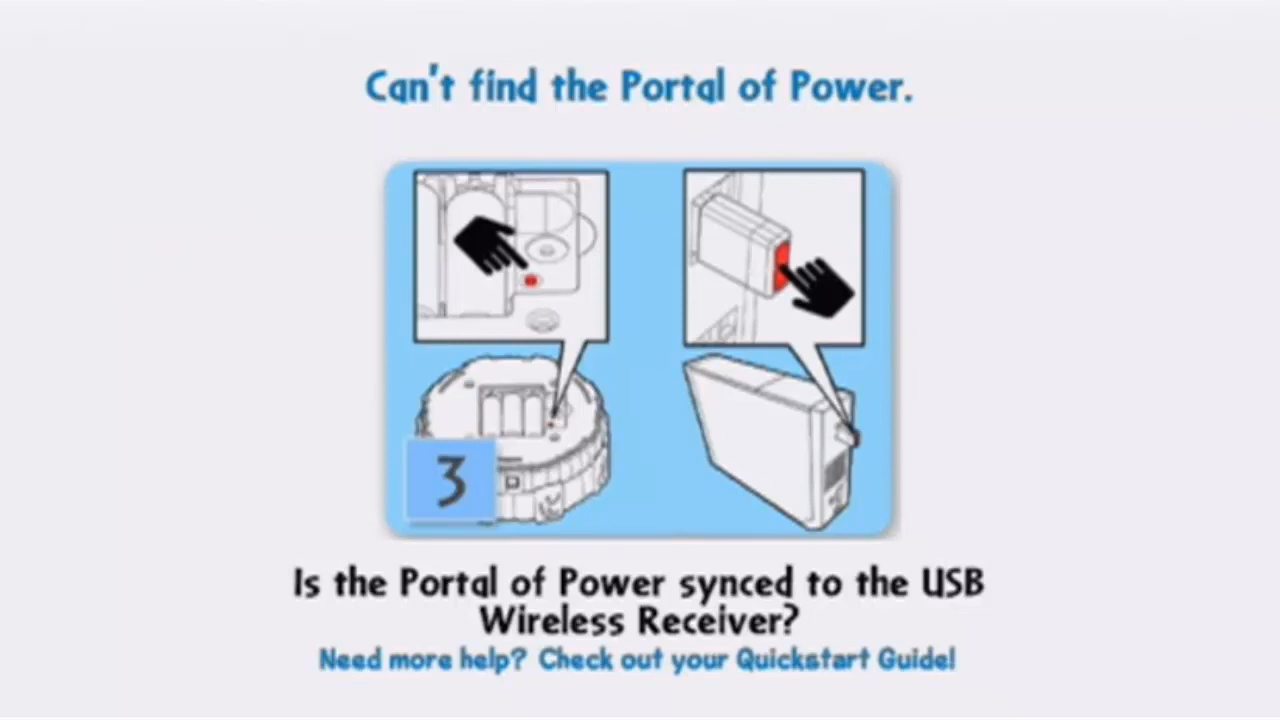 Can't find the Portal of Power.
3
Is the Portal of Power synced to the USB
Wireless Receiver?
Need more help? Check out your Quickstart Guide!